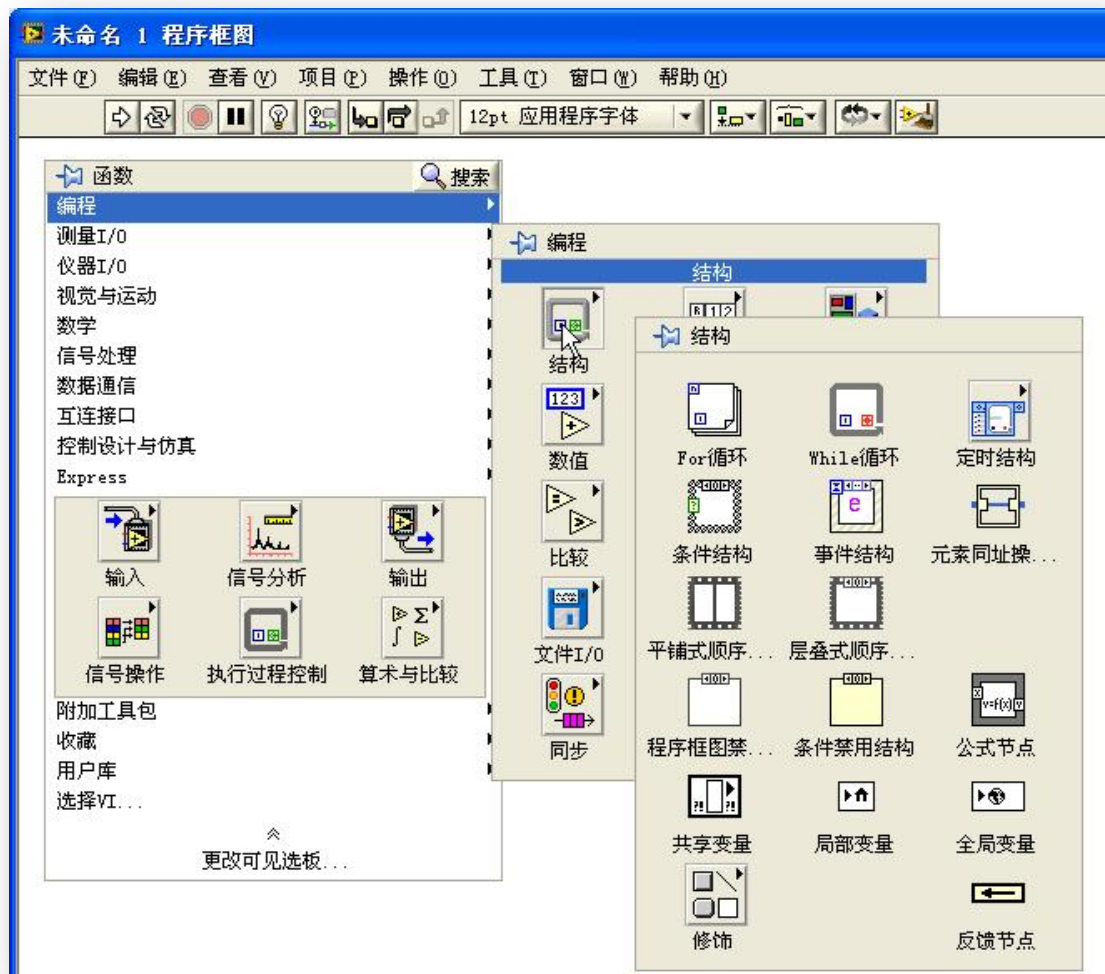 未命名 1 程序框图
文件(F) 编辑(E) 查看(V) 项目(P) 操作(O) 工具(T) 窗口(W) 帮助(H)
12pt 应用程序字体
函数 搜索
编程
测量I/O
仪器I/O
视觉与运动
数学
信号处理
数据通信
互连接口
控制设计与仿真
Express
输入 信号分析 输出
信号操作 执行过程控制 算术与比较
附加工具包
收藏
用户库
选择VI...
更改可见选板...
编程
结构
结构
123
数值
比较
文件I/O
同步
结构
For循环 While循环 定时结构
条件结构 事件结构 元素同址操...
平铺式顺序... 层叠式顺序...
程序框图禁... 条件禁用结构 公式节点
共享变量 局部变量 全局变量
修饰 反馈节点